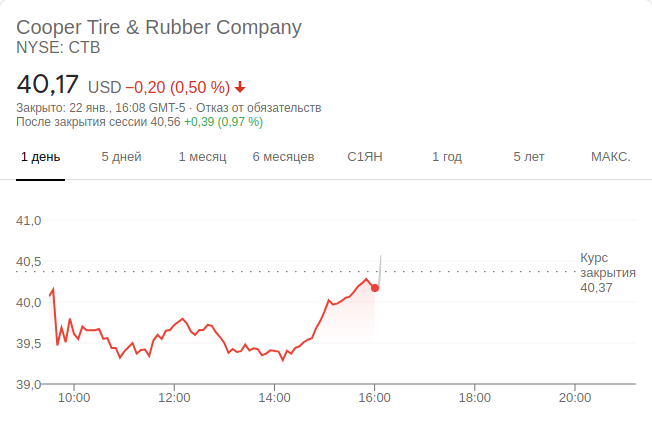 Cooper Tire & Rubber Company
NYSE: CTB
40,17 USD −0,20 (0,50 %)
Закрыто: 22 янв., 16:08 GMT-5 · Отказ от обязательств
После закрытия сессии 40,56 +0,39 (0,97 %)
1 день 5 дней 1 месяц 6 месяцев С1ЯН 1 год 5 лет МАКС.
41,0
40,5
40,0
39,5
39,0
Курс
закрытия
40,37
10:00 12:00 14:00 16:00 18:00 20:00